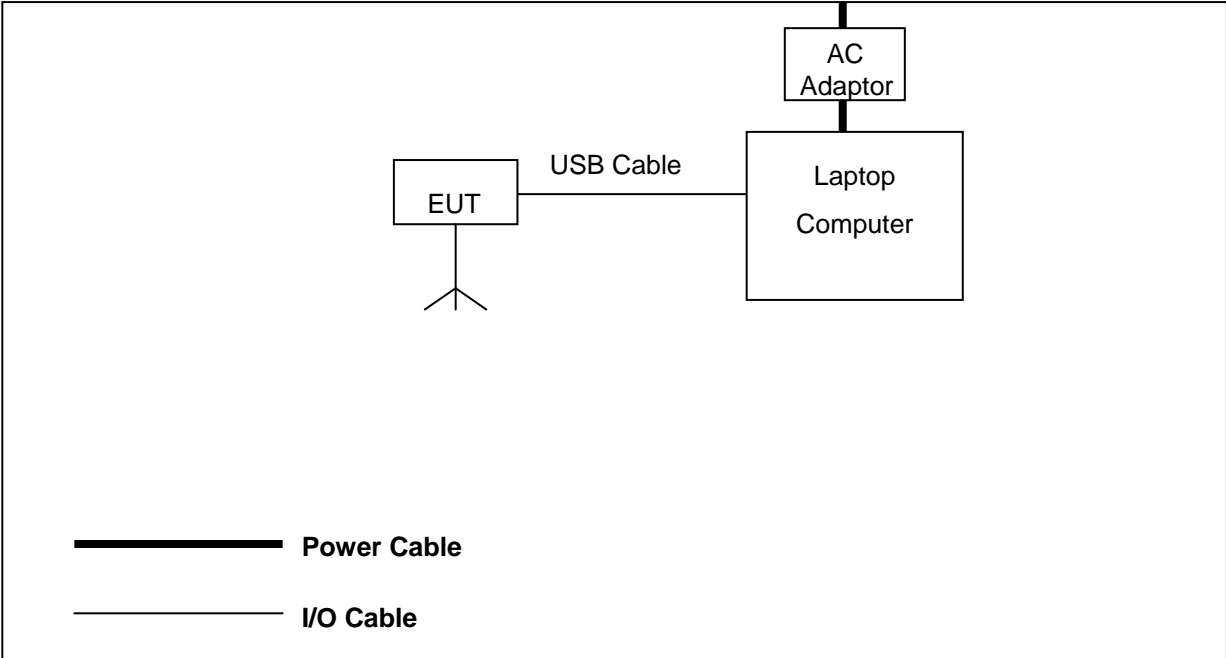 AC
Adaptor
USB Cable
Laptop
EUT
Computer
Power Cable
I/O Cable